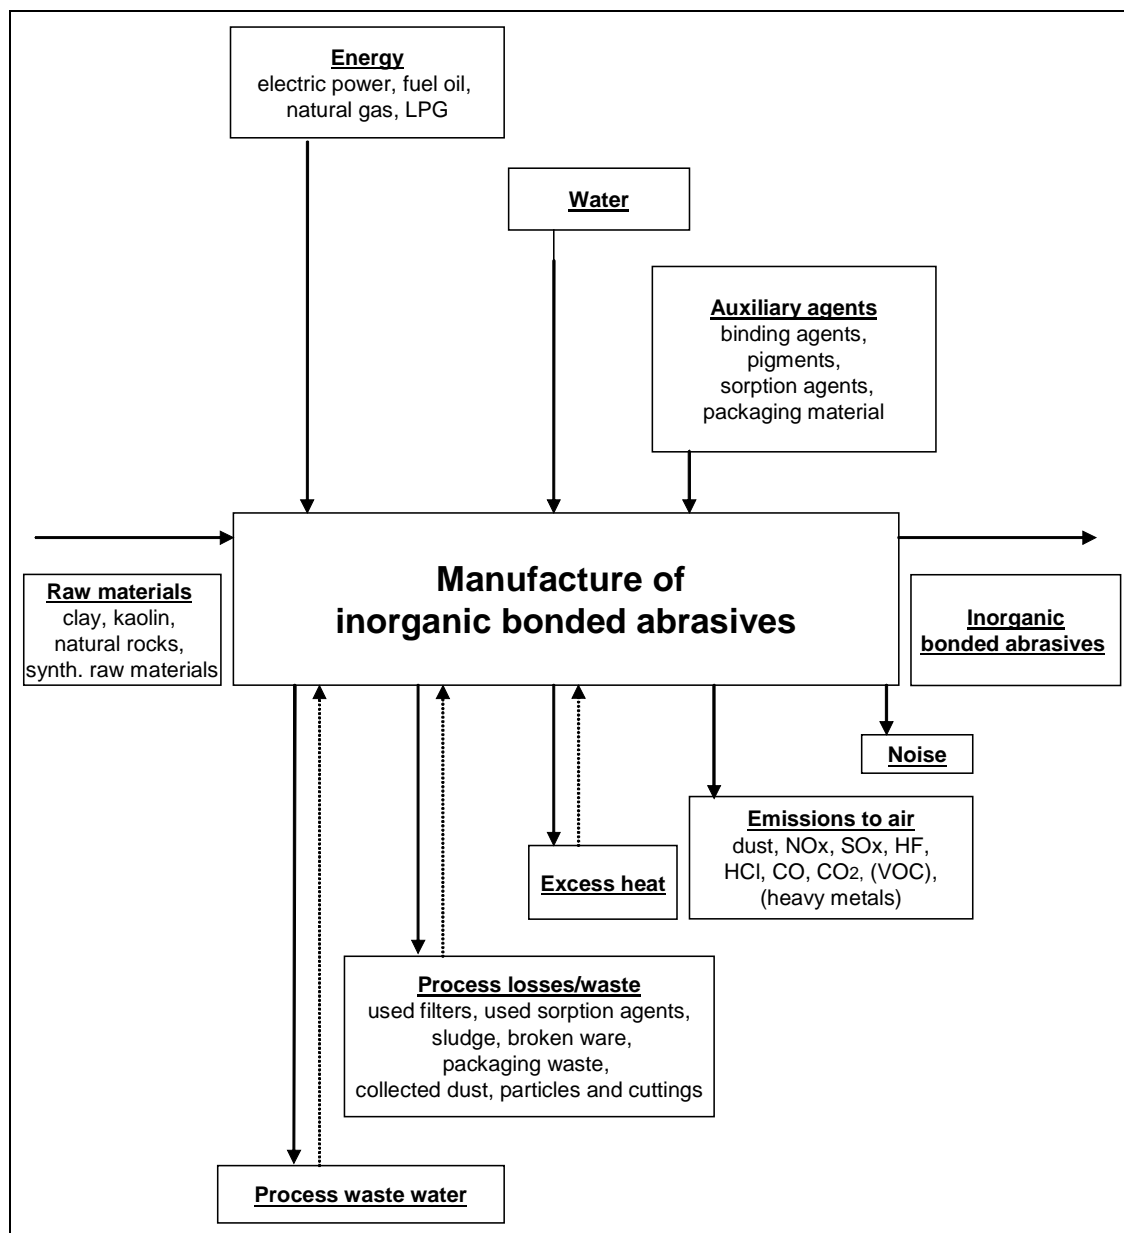 Energy
electric power, fuel oil,
natural gas, LPG
Water
Auxiliary agents
binding agents,
pigments,
sorption agents,
packaging material
Manufacture of
inorganic bonded abrasives
Raw materials
clay, kaolin,
natural rocks,
synth. raw materials
Inorganic
bonded abrasives
Noise
Emissions to air
dust, NOx, SOx, HF,
HCl, CO, CO2, (VOC),
(heavy metals)
Excess heat
Process losses/waste
used filters, used sorption agents,
sludge, broken ware,
packaging waste,
collected dust, particles and cuttings
Process waste water